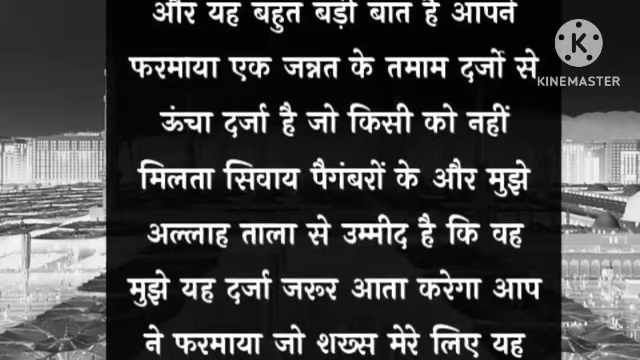 और यह बहुत बड़ी बात है आपने
फरमाया एक जन्नत के तमाम दर्जो से
KINEMASTER
ऊंचा दर्जा है जो किसी को नहीं
मिलता सिवाय पैगंबरों के और मुझे
अल्लाह ताला से उम्मीद है कि वह
मुझे यह दर्जा जरूर आता करेगा आप
ने फरमाया जो शख्स मेरे लिए यह